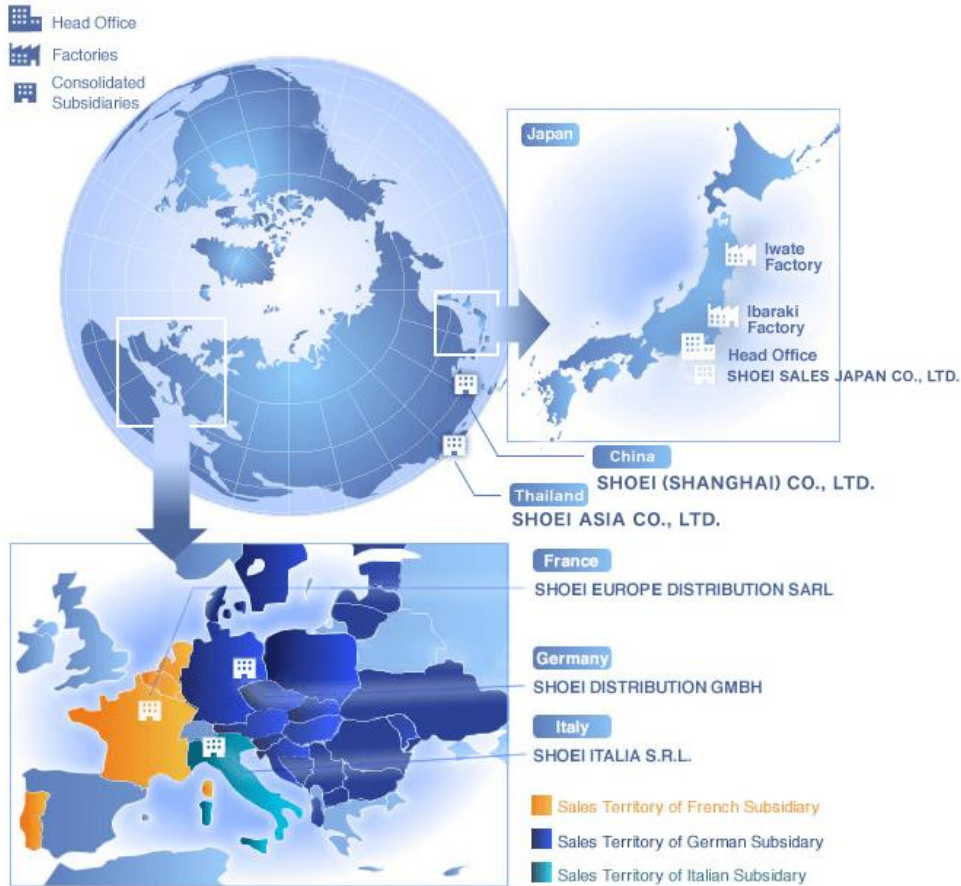 Head Office
Factories
Consolidated
Subsidiaries
Japan
Iwate
Factory
Ibaraki
Factory
Head Office
SHOEI SALES JAPAN CO., LTD.
China
SHOEI (SHANGHAI) CO., LTD.
Thailand
SHOEI ASIA CO., LTD.
France
SHOEI EUROPE DISTRIBUTION SARL
Germany
SHOEI DISTRIBUTION GMBH
Italy
SHOEI ITALIA S.R.L.
Sales Territory of French Subsidiary
Sales Territory of German Subsidary
Sales Territory of Italian Subsidary